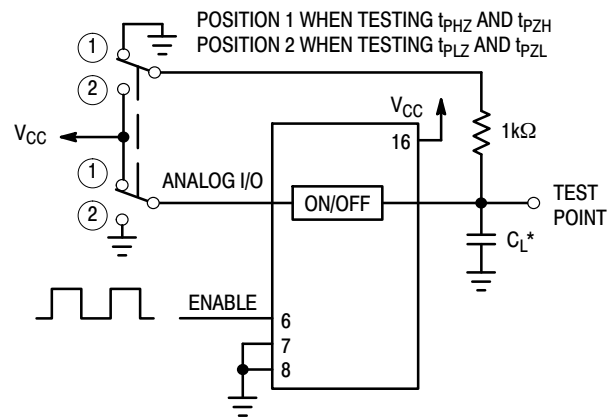 POSITION 1 WHEN TESTING tPHZ AND tPZH
POSITION 2 WHEN TESTING tPLZ AND tPZL
1
2
VCC
VCC
16
1kΩ
1
2
ANALOG I/O
ON/OFF
TEST
POINT
CL*
ENABLE
6
7
8